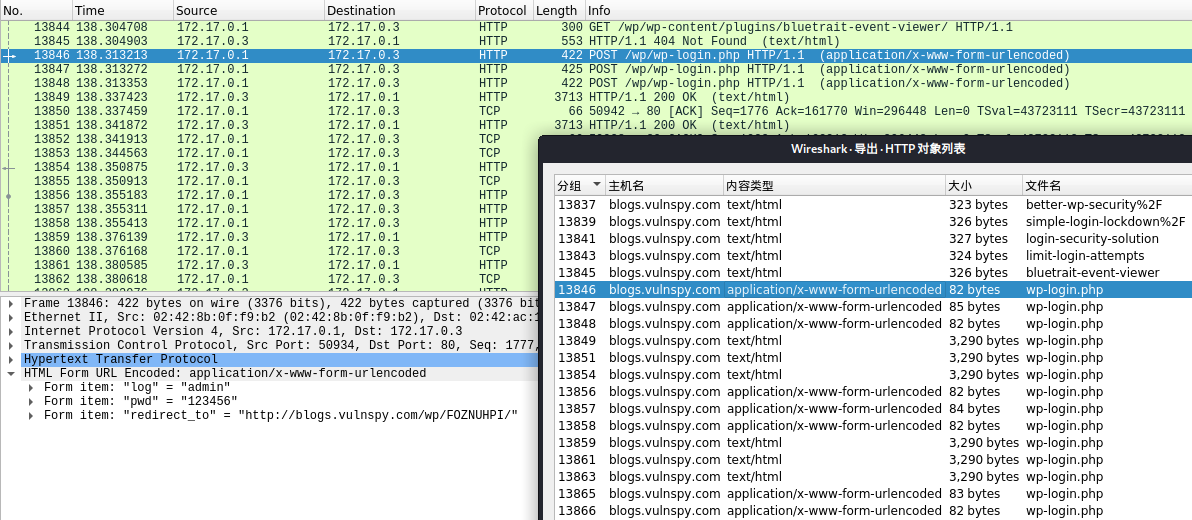 No. Time Source Destination Protocol Length Info
13844 138.304708 172.17.0.1 172.17.0.3 HTTP 300 GET /wp/wp-content/plugins/bluetrait-event-viewer/ HTTP/1.1
13845 138.304903 172.17.0.3 172.17.0.1 HTTP 553 HTTP/1.1 404 Not Found (text/html)
13846 138.313213 172.17.0.1 172.17.0.3 HTTP 422 POST /wp/wp-login.php HTTP/1.1 (application/x-www-form-urlencoded)
13847 138.313272 172.17.0.1 172.17.0.3 HTTP 425 POST /wp/wp-login.php HTTP/1.1 (application/x-www-form-urlencoded)
13848 138.313353 172.17.0.1 172.17.0.3 HTTP 422 POST /wp/wp-login.php HTTP/1.1 (application/x-www-form-urlencoded)
13849 138.337423 172.17.0.3 172.17.0.1 HTTP 3713 HTTP/1.1 200 OK (text/html)
13850 138.337459 172.17.0.1 172.17.0.3 TCP 66 50942 → 80 [ACK] Seq=1776 Ack=161770 Win=296448 Len=0 TSval=43723111 TSecr=43723111
13851 138.341872 172.17.0.3 172.17.0.1 HTTP 3713 HTTP/1.1 200 OK (text/html)
13852 138.341913 172.17.0.1 172.17.0.3 TCP
13853 138.344563 172.17.0.3 172.17.0.1 TCP
13854 138.350875 172.17.0.3 172.17.0.1 HTTP
13855 138.350913 172.17.0.1 172.17.0.3 TCP
13856 138.355183 172.17.0.1 172.17.0.3 HTTP
13857 138.355311 172.17.0.1 172.17.0.3 HTTP
13858 138.355413 172.17.0.1 172.17.0.3 HTTP
13859 138.376139 172.17.0.3 172.17.0.1 HTTP
13860 138.376168 172.17.0.1 172.17.0.3 TCP
13861 138.380585 172.17.0.3 172.17.0.1 HTTP
13862 138.380618 172.17.0.1 172.17.0.3 TCP
Frame 13846: 422 bytes on wire (3376 bits), 422 bytes captured (3376 bit
Ethernet II, Src: 02:42:8b:0f:f9:b2 (02:42:8b:0f:f9:b2), Dst: 02:42:ac:1
Internet Protocol Version 4, Src: 172.17.0.1, Dst: 172.17.0.3
Transmission Control Protocol, Src Port: 50934, Dst Port: 80, Seq: 1777,
Hypertext Transfer Protocol
HTML Form URL Encoded: application/x-www-form-urlencoded
Form item: "log" = "admin"
Form item: "pwd" = "123456"
Form item: "redirect_to" = "http://blogs.vulnspy.com/wp/FOZNUHPI/"
Wireshark · 导出 · HTTP 对象列表
分组 主机名 内容类型 大小 文件名
13837 blogs.vulnspy.com text/html 323 bytes better-wp-security%2F
13839 blogs.vulnspy.com text/html 326 bytes simple-login-lockdown%2F
13841 blogs.vulnspy.com text/html 327 bytes login-security-solution
13843 blogs.vulnspy.com text/html 324 bytes limit-login-attempts
13845 blogs.vulnspy.com text/html 326 bytes bluetrait-event-viewer
13846 blogs.vulnspy.com application/x-www-form-urlencoded 82 bytes wp-login.php
13847 blogs.vulnspy.com application/x-www-form-urlencoded 85 bytes wp-login.php
13848 blogs.vulnspy.com application/x-www-form-urlencoded 82 bytes wp-login.php
13849 blogs.vulnspy.com text/html 3,290 bytes wp-login.php
13851 blogs.vulnspy.com text/html 3,290 bytes wp-login.php
13854 blogs.vulnspy.com text/html 3,290 bytes wp-login.php
13856 blogs.vulnspy.com application/x-www-form-urlencoded 82 bytes wp-login.php
13857 blogs.vulnspy.com application/x-www-form-urlencoded 84 bytes wp-login.php
13858 blogs.vulnspy.com application/x-www-form-urlencoded 82 bytes wp-login.php
13859 blogs.vulnspy.com text/html 3,290 bytes wp-login.php
13861 blogs.vulnspy.com text/html 3,290 bytes wp-login.php
13863 blogs.vulnspy.com text/html 3,290 bytes wp-login.php
13865 blogs.vulnspy.com application/x-www-form-urlencoded 83 bytes wp-login.php
13866 blogs.vulnspy.com application/x-www-form-urlencoded 82 bytes wp-login.php